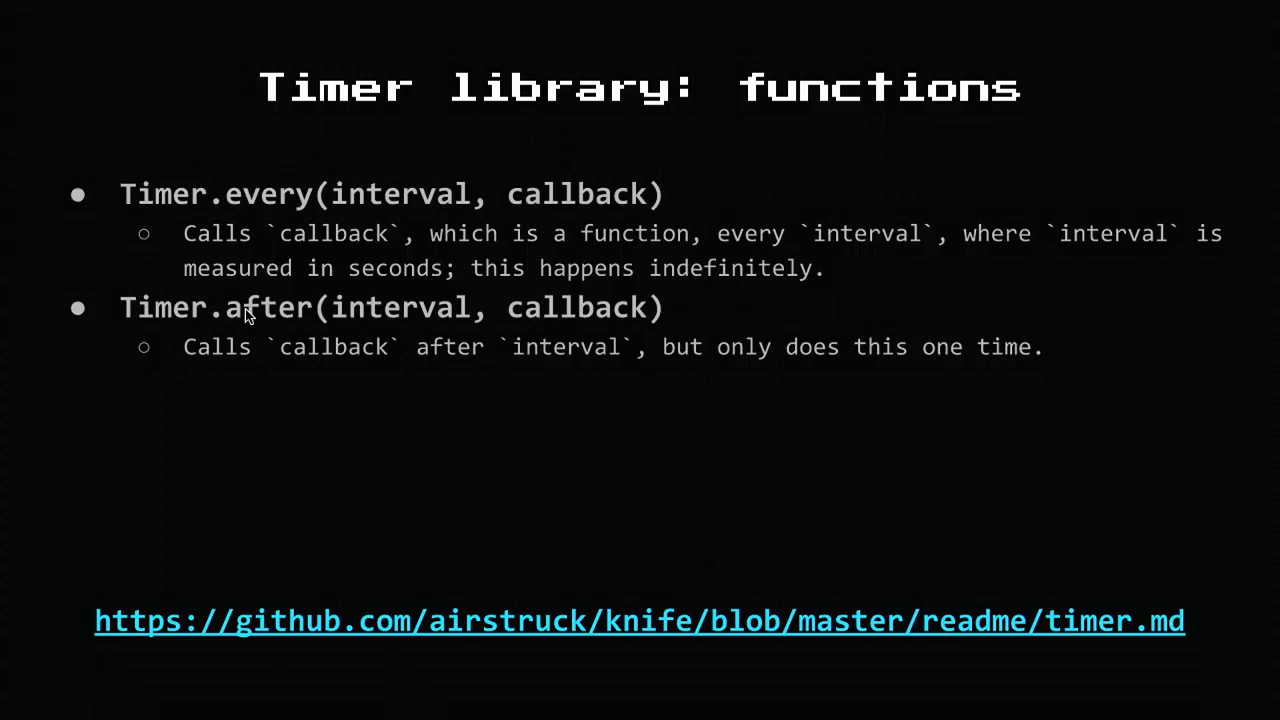 Timer library: functions
● Timer.every(interval, callback)
○ Calls `callback`, which is a function, every `interval`, where `interval` is
measured in seconds; this happens indefinitely.
● Timer.after(interval, callback)
○ Calls `callback` after `interval`, but only does this one time.
https://github.com/airstruck/knife/blob/master/readme/timer.md